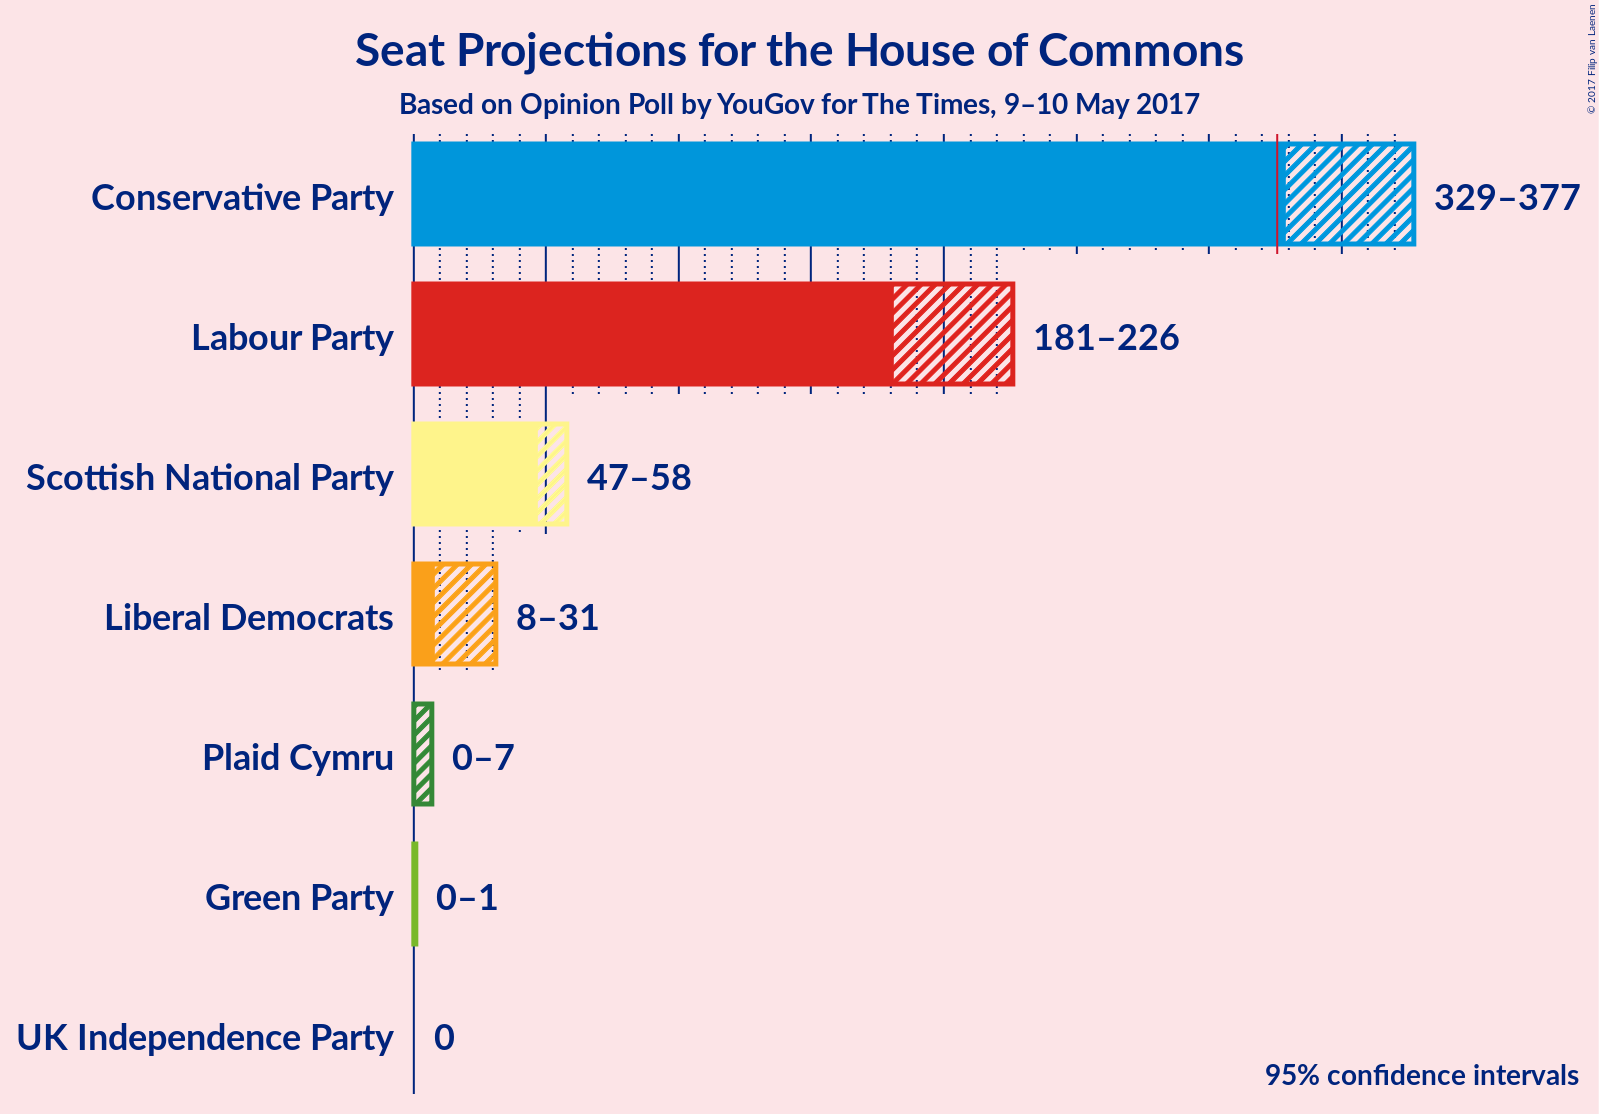 Seat Projections for the House of Commons
Based on Opinion Poll by YouGov for The Times, 9–10 May 2017
© 2017 Filip van Laenen
Conservative Party
329–377
Labour Party
181–226
Scottish National Party
47–58
Liberal Democrats
8–31
Plaid Cymru
0–7
Green Party
0–1
UK Independence Party
0
95% confidence intervals